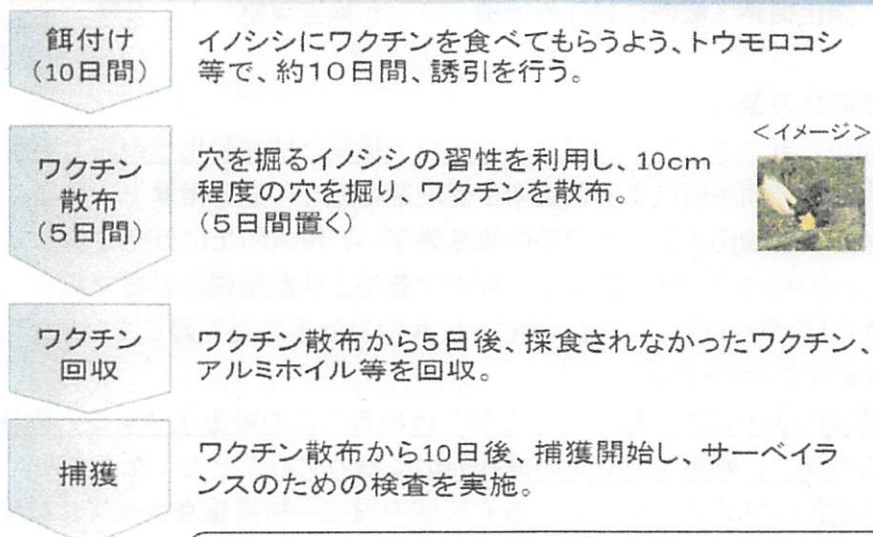 餌付け
(10日間)
イノシシにワクチンを食べてもらうよう、トウモロコシ
等で、約10日間、誘引を行う。
<イメージ>
ワクチン
散布
(5日間)
穴を掘るイノシシの習性を利用し、10cm
程度の穴を掘り、ワクチンを散布。
(5日間置く)
ワクチン
回収
ワクチン散布から5日後、採食されなかったワクチン、
アルミホイル等を回収。
捕獲
ワクチン散布から10日後、捕獲開始し、サーベイラ
ンスのための検査を実施。